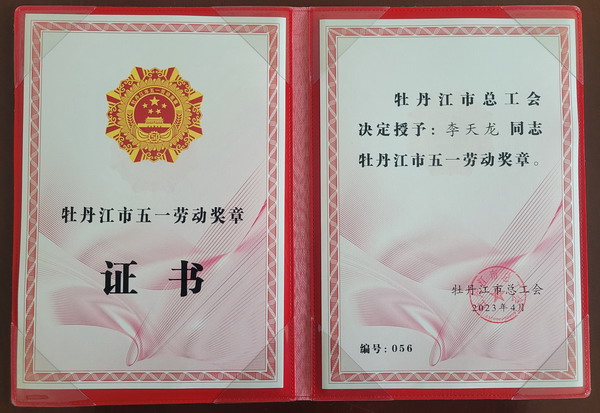 牡丹江市五一劳动奖章
证书
牡丹江市总工会
决定授予：李天龙 同志
牡丹江市五一劳动奖章。
牡丹江市总工会
2023年4月
编号：056